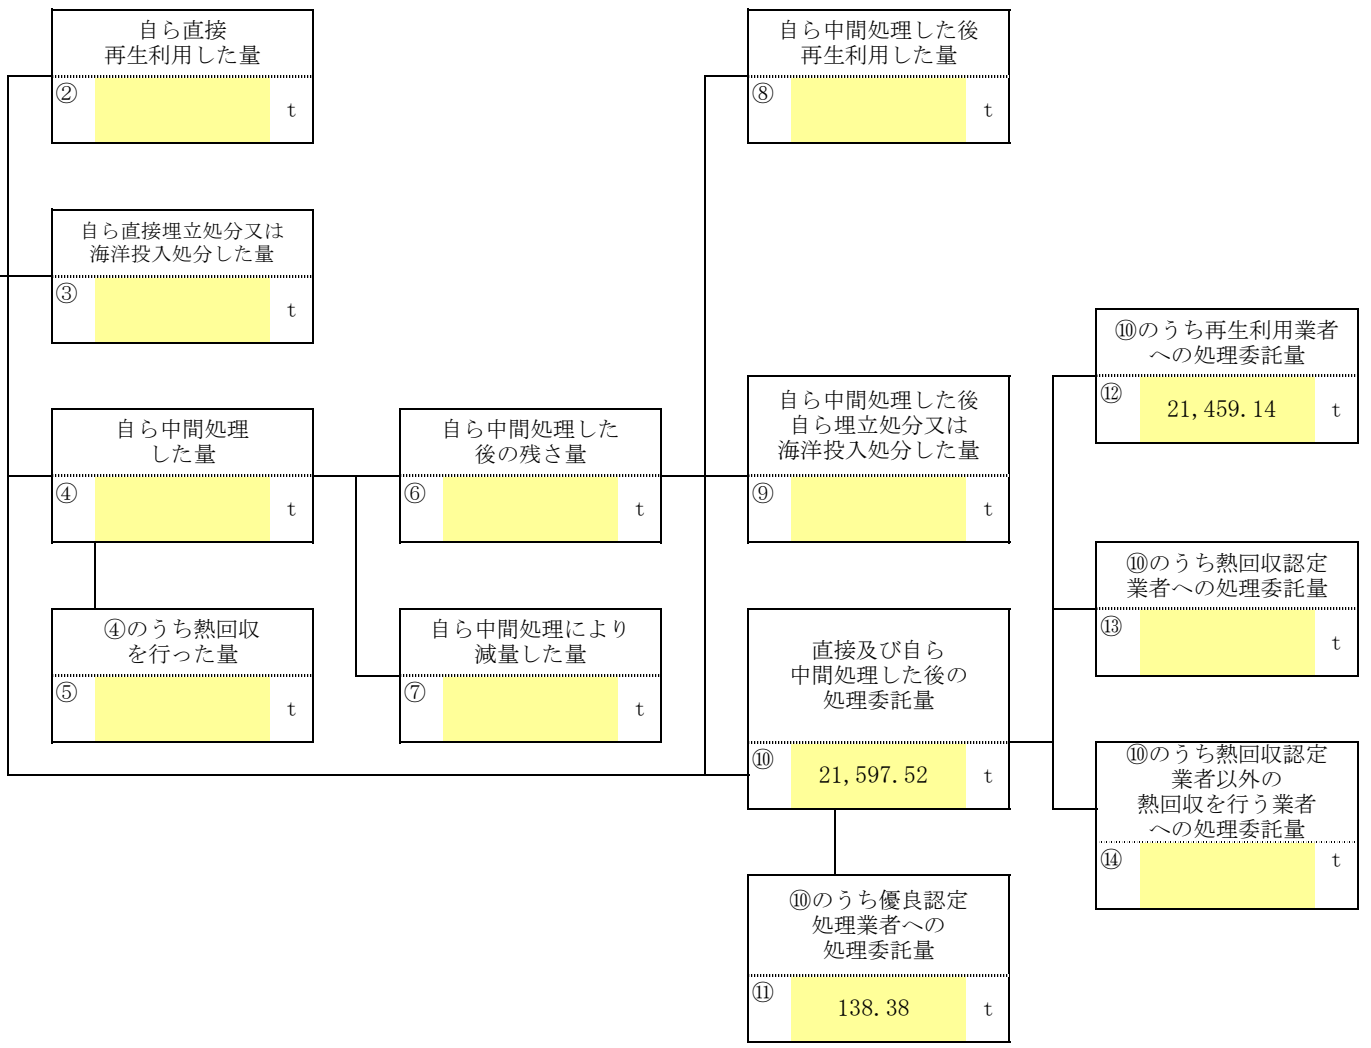 自ら直接
再生利用した量
②
t
自ら中間処理した後
再生利用した量
⑧
t
自ら直接埋立処分又は
海洋投入処分した量
③
t
⑩のうち再生利用業者
への処理委託量
⑫
21,459.14
t
自ら中間処理
した量
④
t
自ら中間処理した
後の残さ量
⑥
t
自ら中間処理した後
自ら埋立処分又は
海洋投入処分した量
⑨
t
⑩のうち熱回収認定
業者への処理委託量
⑬
t
④のうち熱回収
を行った量
⑤
t
自ら中間処理により
減量した量
⑦
t
直接及び自ら
中間処理した後の
処理委託量
⑩
21,597.52
t
⑩のうち熱回収認定
業者以外の
熱回収を行う業者
への処理委託量
⑭
t
⑩のうち優良認定
処理業者への
処理委託量
⑪
138.38
t